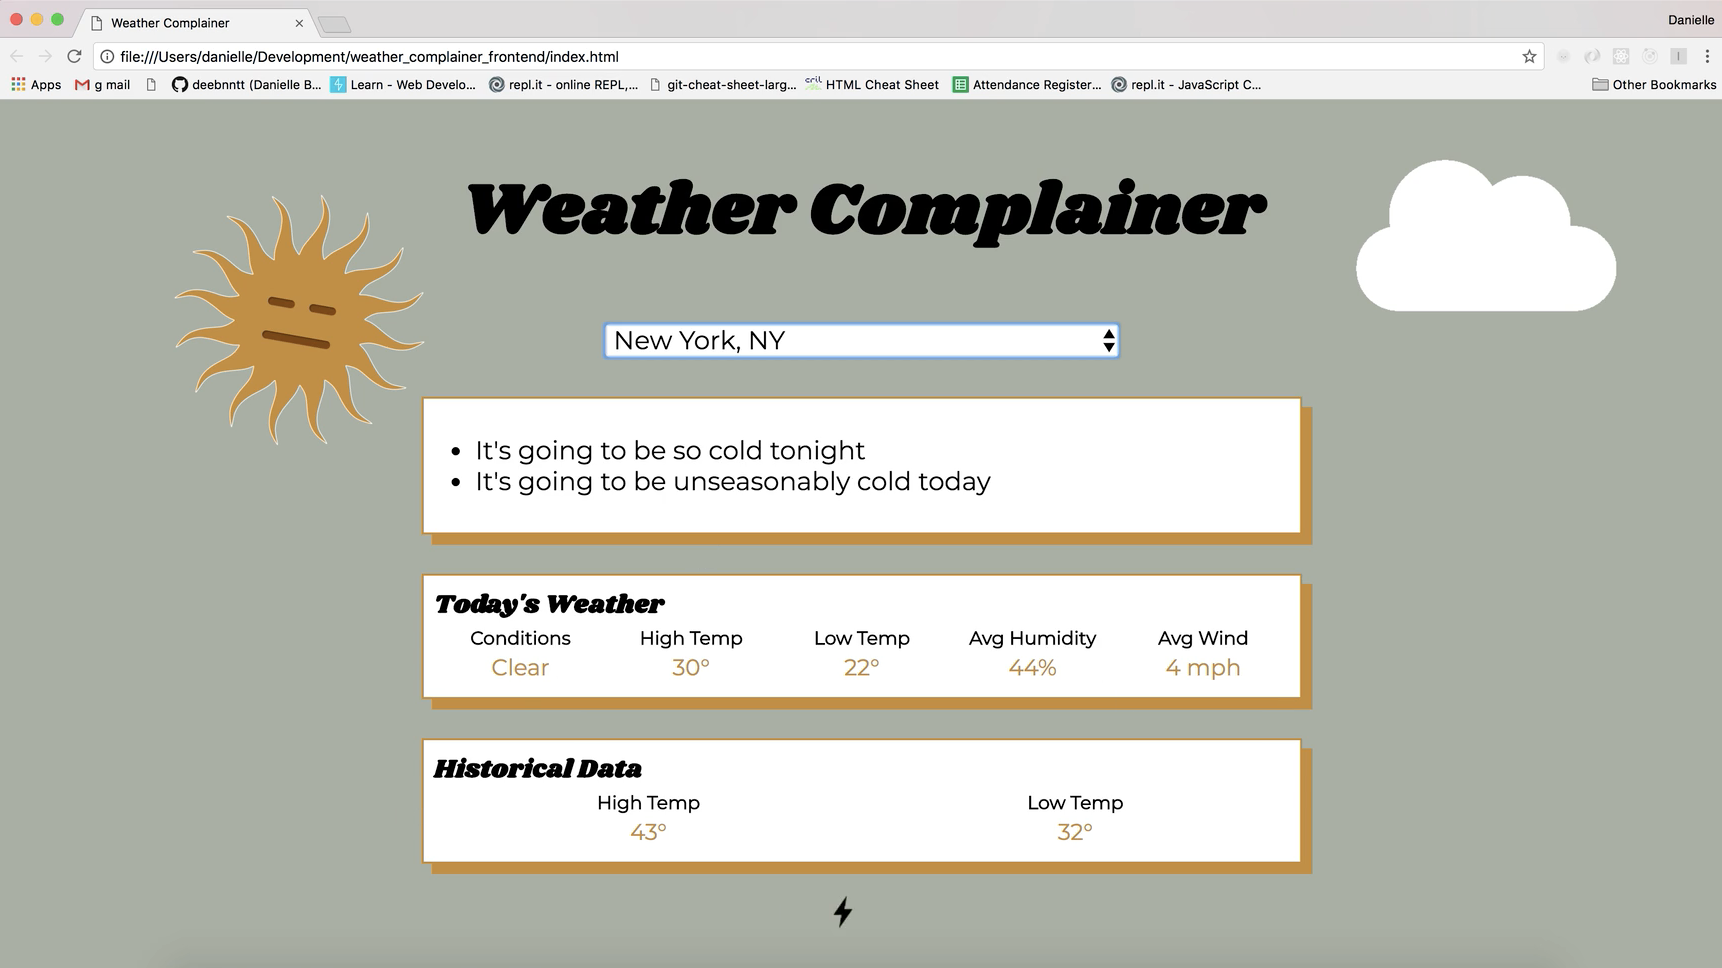 Weather Complainer
Danielle
file:///Users/danielle/Development/weather_complainer_frontend/index.html
Apps
g mail
deebnntt (Danielle B...
Learn - Web Develo...
repl.it - online REPL,...
git-cheat-sheet-larg...
HTML Cheat Sheet
Attendance Register...
repl.it - JavaScript C...
Other Bookmarks
Weather Complainer
New York, NY
• It's going to be so cold tonight
• It's going to be unseasonably cold today
Today's Weather
Conditions High Temp Low Temp Avg Humidity Avg Wind
Clear 30° 22° 44% 4 mph
Historical Data
High Temp Low Temp
43° 32°